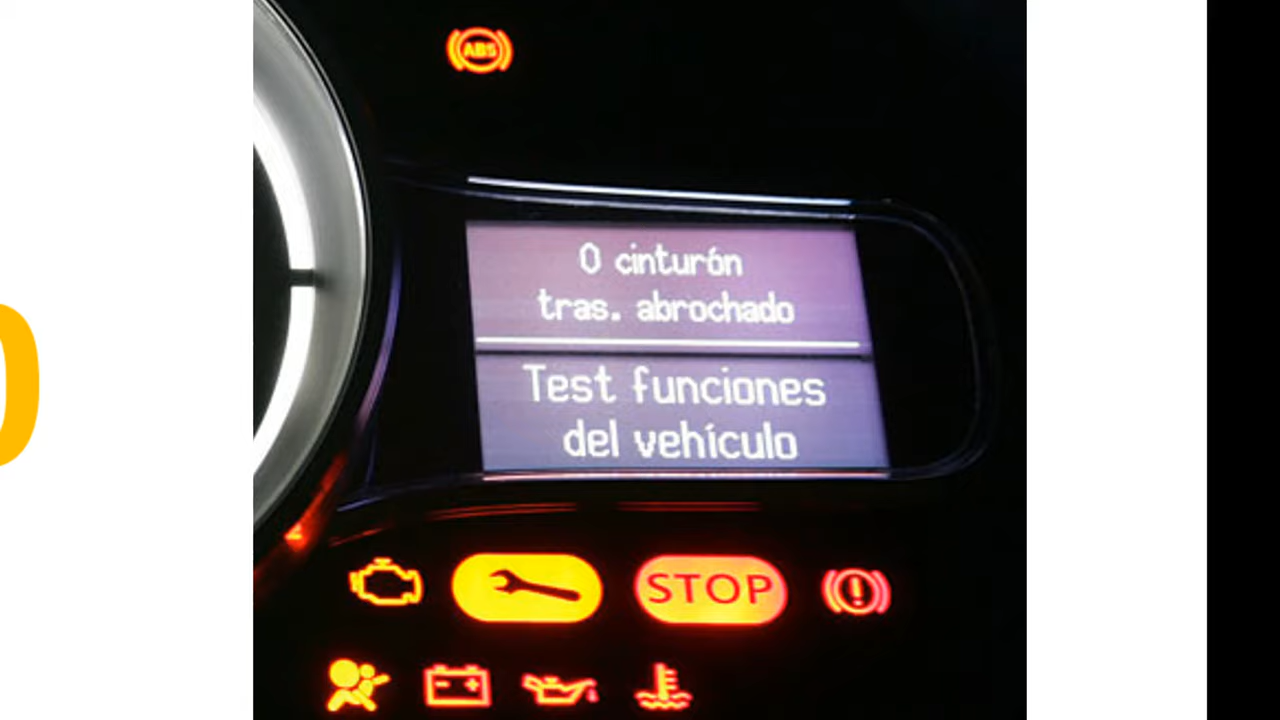 ABS
0 cinturón
tras. abrochado
Test funciones
del vehículo
STOP